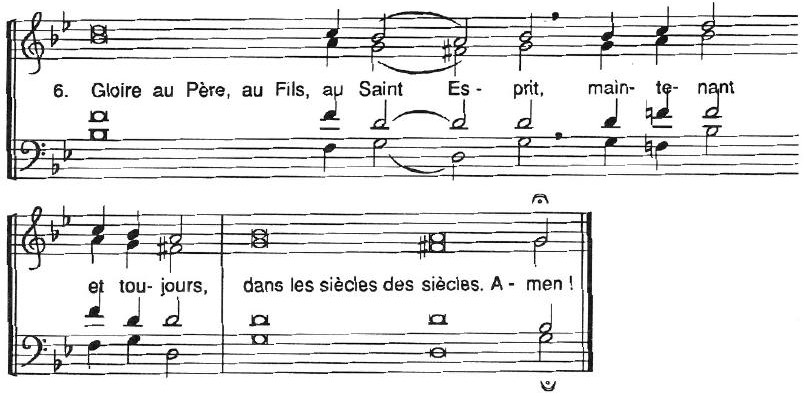 6. Gloire au Père, au Fils, au Saint Es - prit, main- te- nant
et tou- jours, dans les siècles des siècles. A - men !